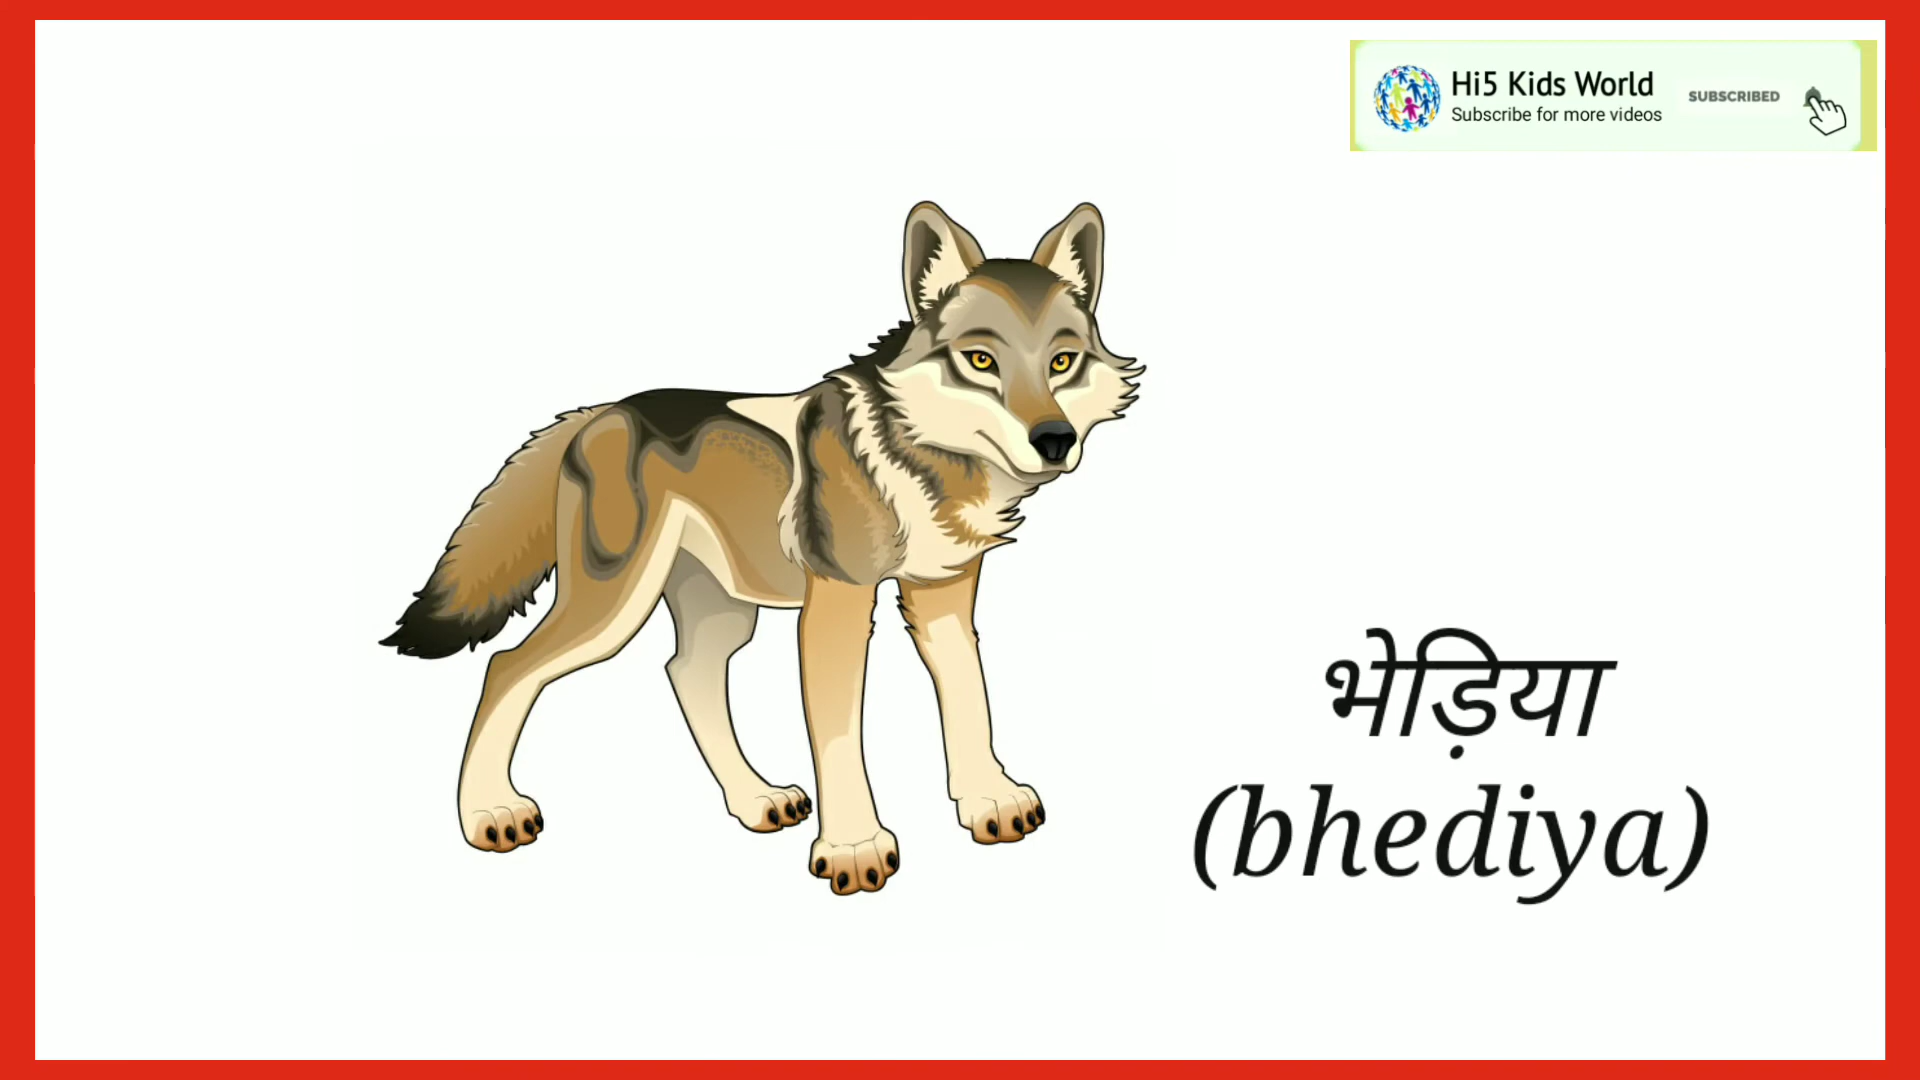 Hi5 Kids World
Subscribe for more videos
SUBSCRIBED
भेड़िया
(bhediya)